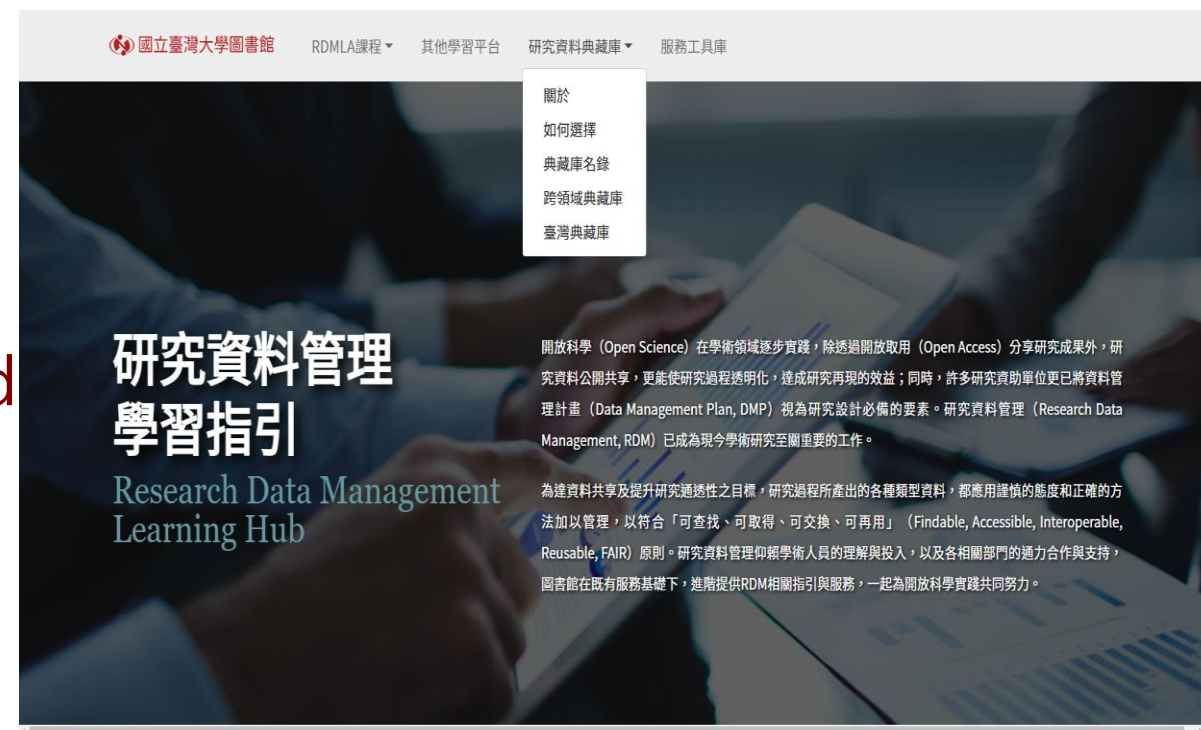 國立臺灣大學圖書館 RDMLA課程 其他學習平台 研究資料典藏庫 服務工具庫
關於
如何選擇
典藏庫名錄
跨領域典藏庫
臺灣典藏庫
d
研究資料管理
學習指引
Research Data Management
Learning Hub
開放科學（Open Science）在學術領域逐步實踐，除透過開放取用（Open Access）分享研究成果外，研
究資料公開共享，更能使研究過程透明化，達成研究再現的效益；同時，許多研究資助單位更已將資料管
理計畫（Data Management Plan, DMP）視為研究設計必備的要素。研究資料管理（Research Data
Management, RDM）已成為現今學術研究至關重要的工作。
為達資料共享及提升研究通透性之目標，研究過程所產出的各種類型資料，都應用謹慎的態度和正確的方
法加以管理，以符合「可查找、可取得、可交換、可再用」（Findable, Accessible, Interoperable,
Reusable, FAIR）原則。研究資料管理仰賴學術人員的理解與投入，以及各相關部門的通力合作與支持，
圖書館在既有服務基礎下，進階提供RDM相關指引與服務，一起為開放科學實踐共同努力。